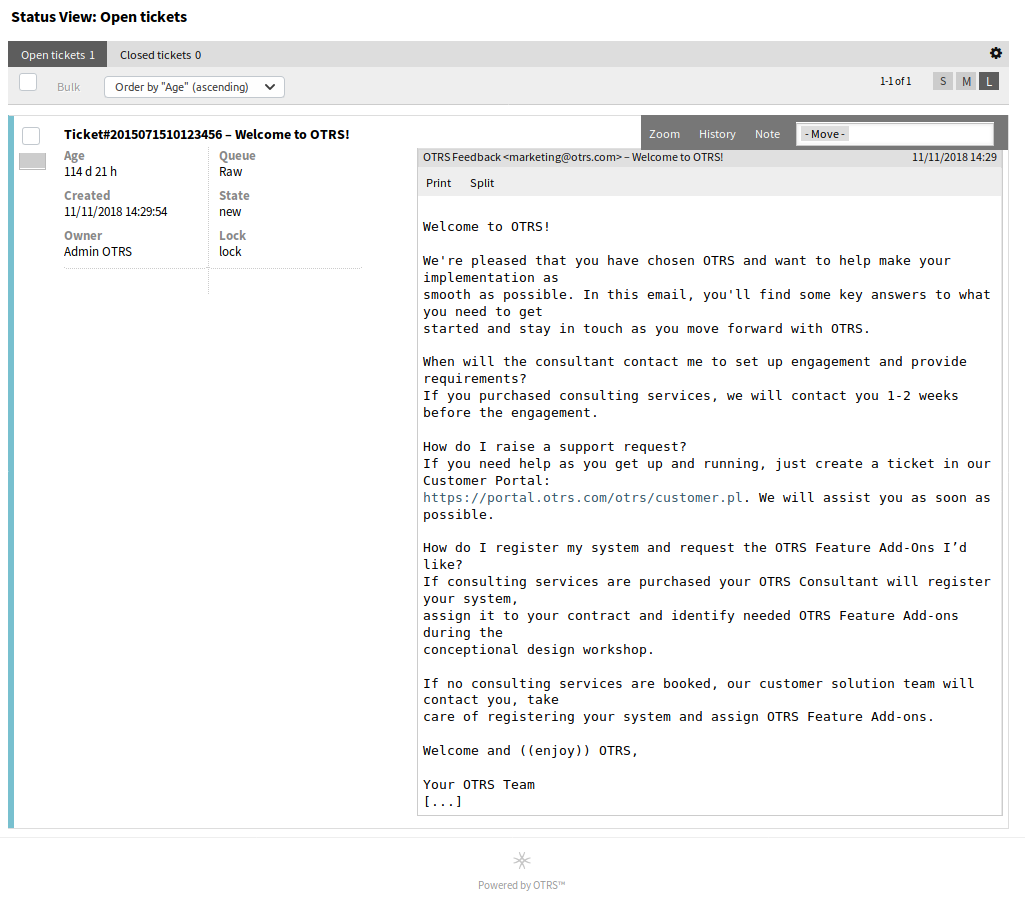 Status View: Open tickets
Open tickets 1
Closed tickets 0
Bulk
Order by "Age" (ascending)
1-1 of 1
S
M
L
Ticket#2015071510123456 – Welcome to OTRS!
Zoom
History
Note
- Move -
Age
114 d 21 h
Queue
Raw
Created
11/11/2018 14:29:54
State
new
Owner
Admin OTRS
Lock
lock
OTRS Feedback <marketing@otrs.com> – Welcome to OTRS!
11/11/2018 14:29
Print
Split
Welcome to OTRS!
We're pleased that you have chosen OTRS and want to help make your
implementation as
smooth as possible. In this email, you'll find some key answers to what
you need to get
started and stay in touch as you move forward with OTRS.
When will the consultant contact me to set up engagement and provide
requirements?
If you purchased consulting services, we will contact you 1-2 weeks
before the engagement.
How do I raise a support request?
If you need help as you get up and running, just create a ticket in our
Customer Portal:
https://portal.otrs.com/otrs/customer.pl. We will assist you as soon as
possible.
How do I register my system and request the OTRS Feature Add-Ons I’d
like?
If consulting services are purchased your OTRS Consultant will register
your system,
assign it to your contract and identify needed OTRS Feature Add-ons
during the
conceptional design workshop.
If no consulting services are booked, our customer solution team will
contact you, take
care of registering your system and assign OTRS Feature Add-ons.
Welcome and ((enjoy)) OTRS,
Your OTRS Team
[...]
Powered by OTRS™